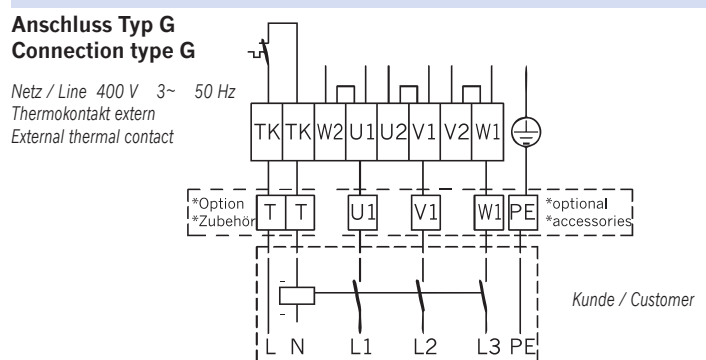 Anschluss Typ G
Connection type G
Netz / Line 400 V 3~ 50 Hz
Thermokontakt extern
External thermal contact
TK TK W2 U1 U2 V1 V2 W1
*Option
*Zubehör
T T U1 V1 W1 PE
*optional
*accessories
Kunde / Customer
L N L1 L2 L3 PE